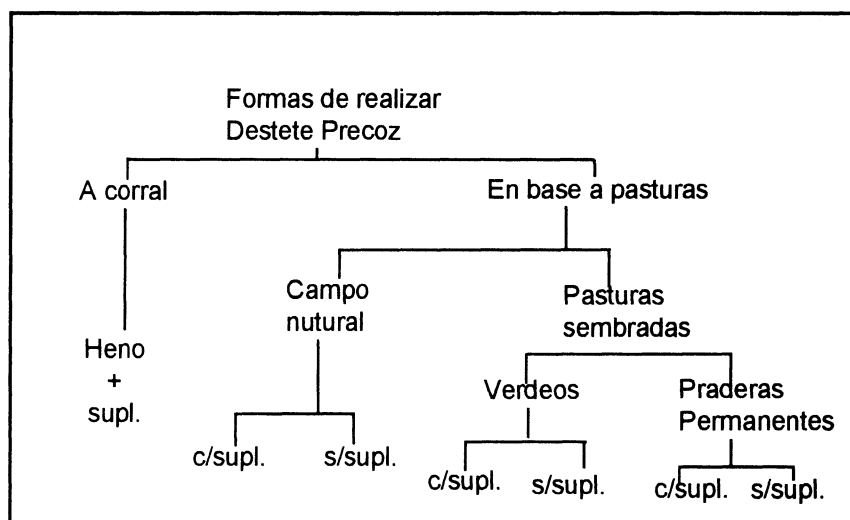 Formas de realizar
Destete Precoz
A corral
En base a pasturas
Campo
nutural
Pasturas
sembradas
Heno
+
supl.
Verdeos
Praderas
Permanentes
c/supl.
s/supl.
c/supl.
s/supl.
c/supl.
s/supl.